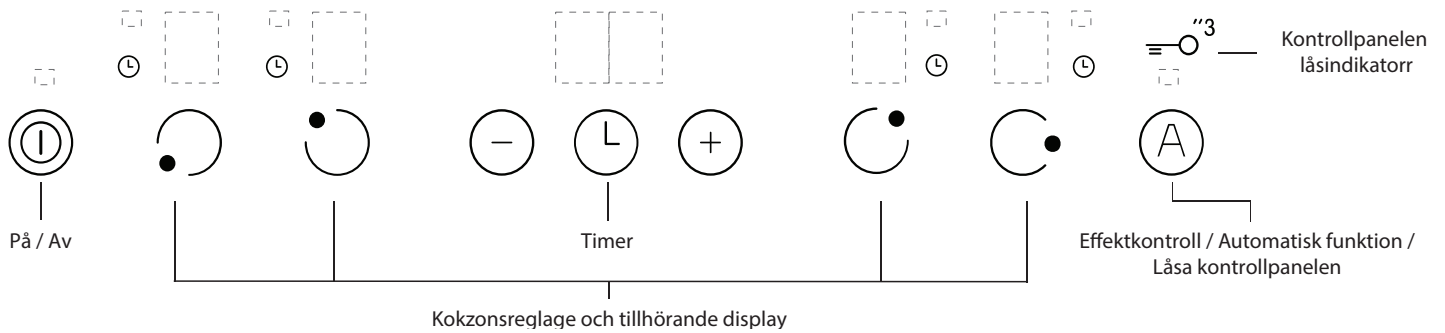 "3
Kontrollpanelen
låsindikatorr
A
På / Av
Timer
Effektkontroll / Automatisk funktion /
Låsa kontrollpanelen
Kokzonsreglage och tillhörande display